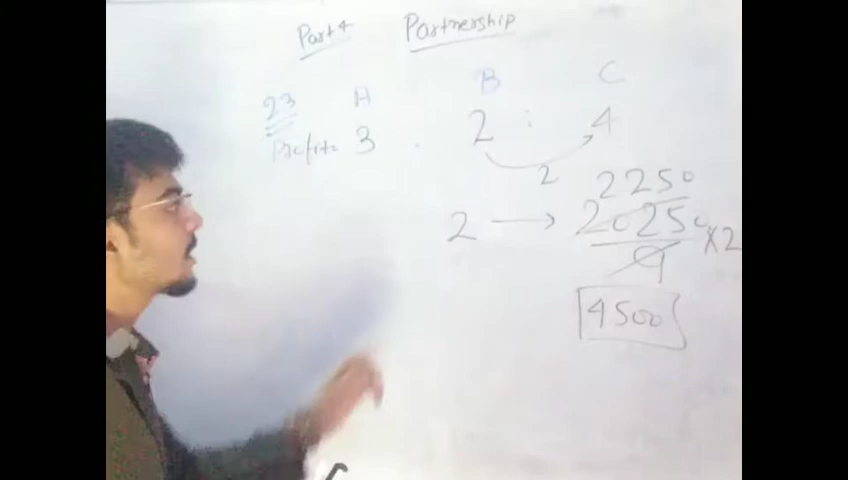 Part 4 Partnership
23 A B C
Profit= 3 . 2 : 4
2
2250
2 → 20250 x 2
9
4500